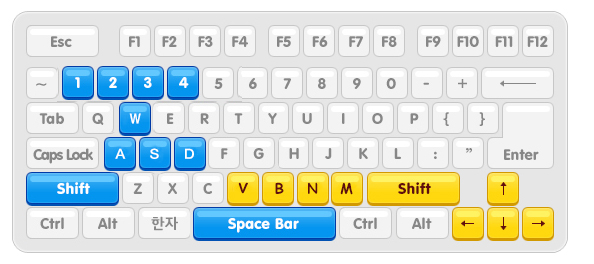 Esc F1 F2 F3 F4 F5 F6 F7 F8 F9 F10 F11 F12
~ 1 2 3 4 5 6 7 8 9 0 - + ←
Tab Q W E R T Y U I O P { }
Caps Lock A S D F G H J K L : ” Enter
Shift Z X C V B N M Shift ↑
Ctrl Alt 한자 Space Bar Ctrl Alt ← ↓ →